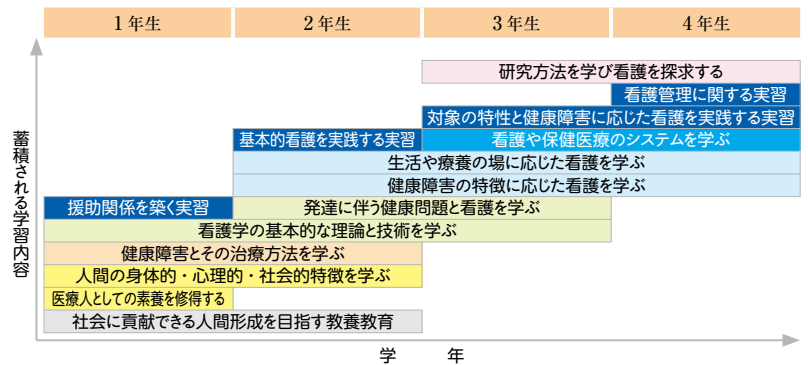 1年生 2年生 3年生 4年生
研究方法を学び看護を探求する
看護管理に関する実習
対象の特性と健康障害に応じた看護を実践する実習
基本的看護を実践する実習 看護や保健医療のシステムを学ぶ
生活や療養の場に応じた看護を学ぶ
健康障害の特徴に応じた看護を学ぶ
援助関係を築く実習 発達に伴う健康問題と看護を学ぶ
看護学の基本的な理論と技術を学ぶ
健康障害とその治療方法を学ぶ
人間の身体的・心理的・社会的特徴を学ぶ
医療人としての素養を修得する
社会に貢献できる人間形成を目指す教養教育
蓄積される学習内容
学年